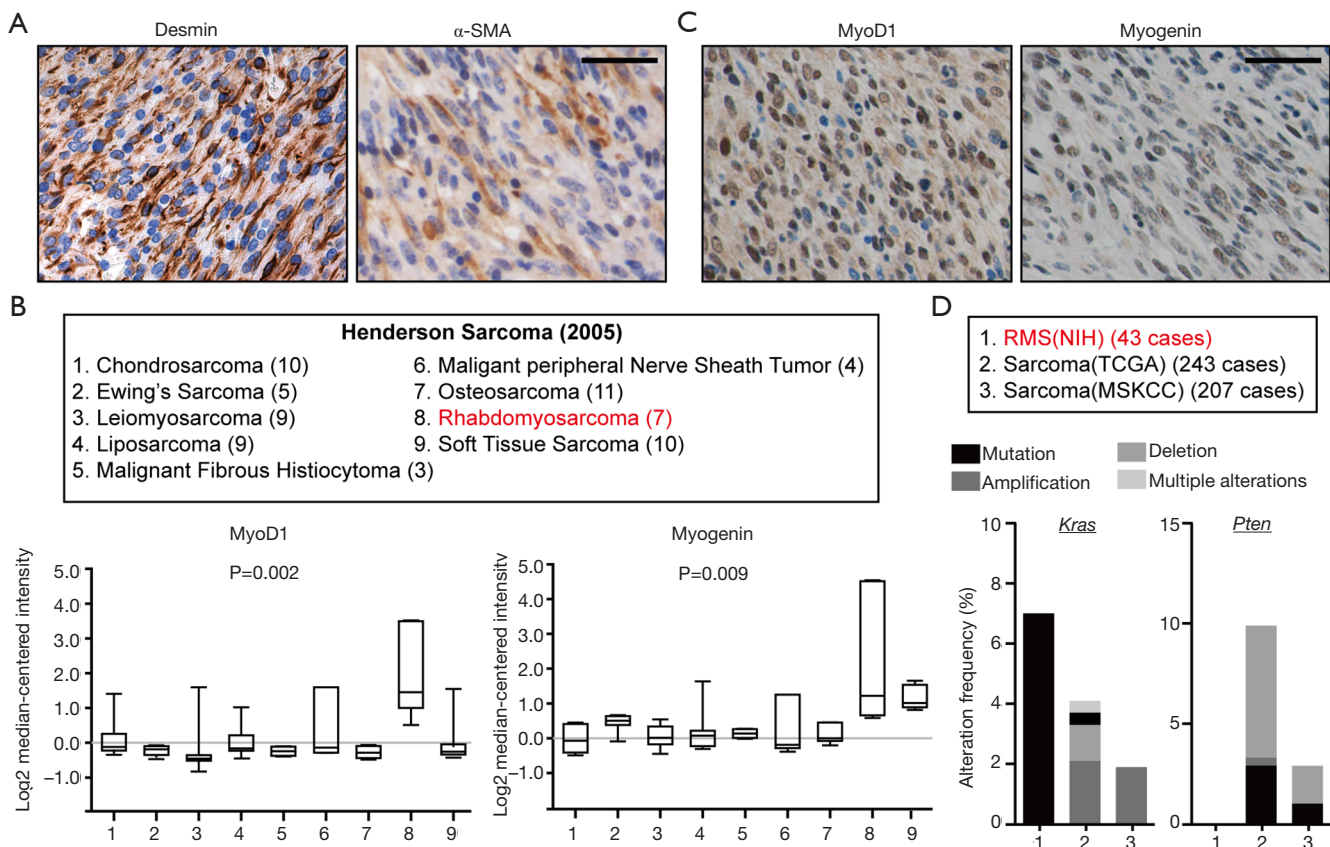 A
Desmin
α-SMA
C
MyoD1
Myogenin
B
Henderson Sarcoma (2005)
1. Chondrosarcoma (10)
2. Ewing's Sarcoma (5)
3. Leiomyosarcoma (9)
4. Liposarcoma (9)
5. Malignant Fibrous Histiocytoma (3)
6. Maligant peripheral Nerve Sheath Tumor (4)
7. Osteosarcoma (11)
8. Rhabdomyosarcoma (7)
9. Soft Tissue Sarcoma (10)
MyoD1
P=0.002
Log2 median-centered intensity
5.0
4.0
3.0
2.0
1.0
0.0
−1.0
1 2 3 4 5 6 7 8 9
Myogenin
P=0.009
Log2 median-centered intensity
5.0
4.0
3.0
2.0
1.0
0.0
−1.0
1 2 3 4 5 6 7 8 9
D
1. RMS(NIH) (43 cases)
2. Sarcoma(TCGA) (243 cases)
3. Sarcoma(MSKCC) (207 cases)
Mutation
Deletion
Amplification
Multiple alterations
Kras
Alteration frequency (%)
10
8
6
4
2
0
1 2 3
Pten
15
10
5
0
1 2 3